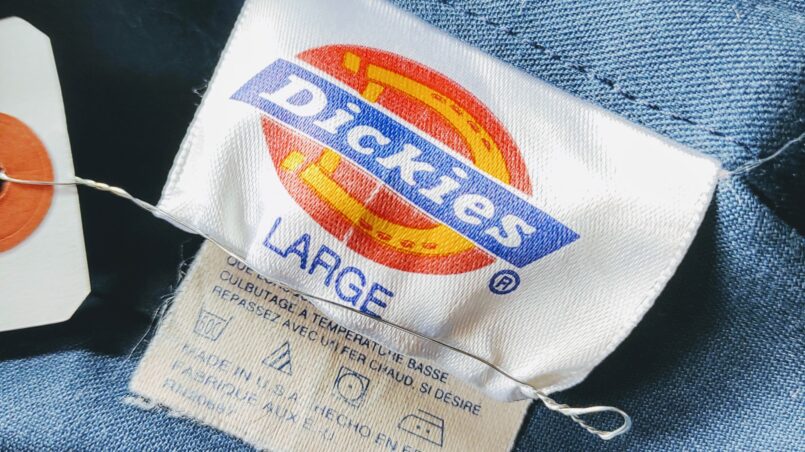 Dickies
®
LARGE
CULBUTAGE A TEMPERATURE BASSE
REPASSEZ AVEC UN FER CHAUD, SI DESIRE
MADE IN U.S.A. HECHO EN
FABRIQUE AUX E.U